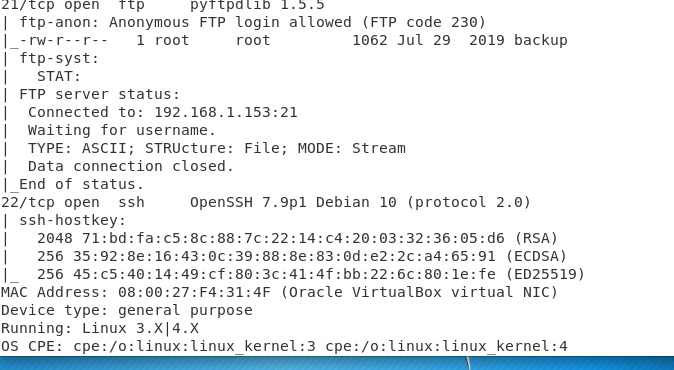 21/tcp open  ftp     pyftpdlib 1.5.5
| ftp-anon: Anonymous FTP login allowed (FTP code 230)
|_-rw-r--r--   1 root     root         1062 Jul 29  2019 backup
| ftp-syst:
|   STAT:
| FTP server status:
|  Connected to: 192.168.1.153:21
|  Waiting for username.
|  TYPE: ASCII; STRUcture: File; MODE: Stream
|  Data connection closed.
|_End of status.
22/tcp open  ssh     OpenSSH 7.9p1 Debian 10 (protocol 2.0)
| ssh-hostkey:
|   2048 71:bd:fa:c5:8c:88:7c:22:14:c4:20:03:32:36:05:d6 (RSA)
|   256 35:92:8e:16:43:0c:39:88:8e:83:0d:e2:2c:a4:65:91 (ECDSA)
|_  256 45:c5:40:14:49:cf:80:3c:41:4f:bb:22:6c:80:1e:fe (ED25519)
MAC Address: 08:00:27:F4:31:4F (Oracle VirtualBox virtual NIC)
Device type: general purpose
Running: Linux 3.X|4.X
OS CPE: cpe:/o:linux:linux_kernel:3 cpe:/o:linux:linux_kernel:4